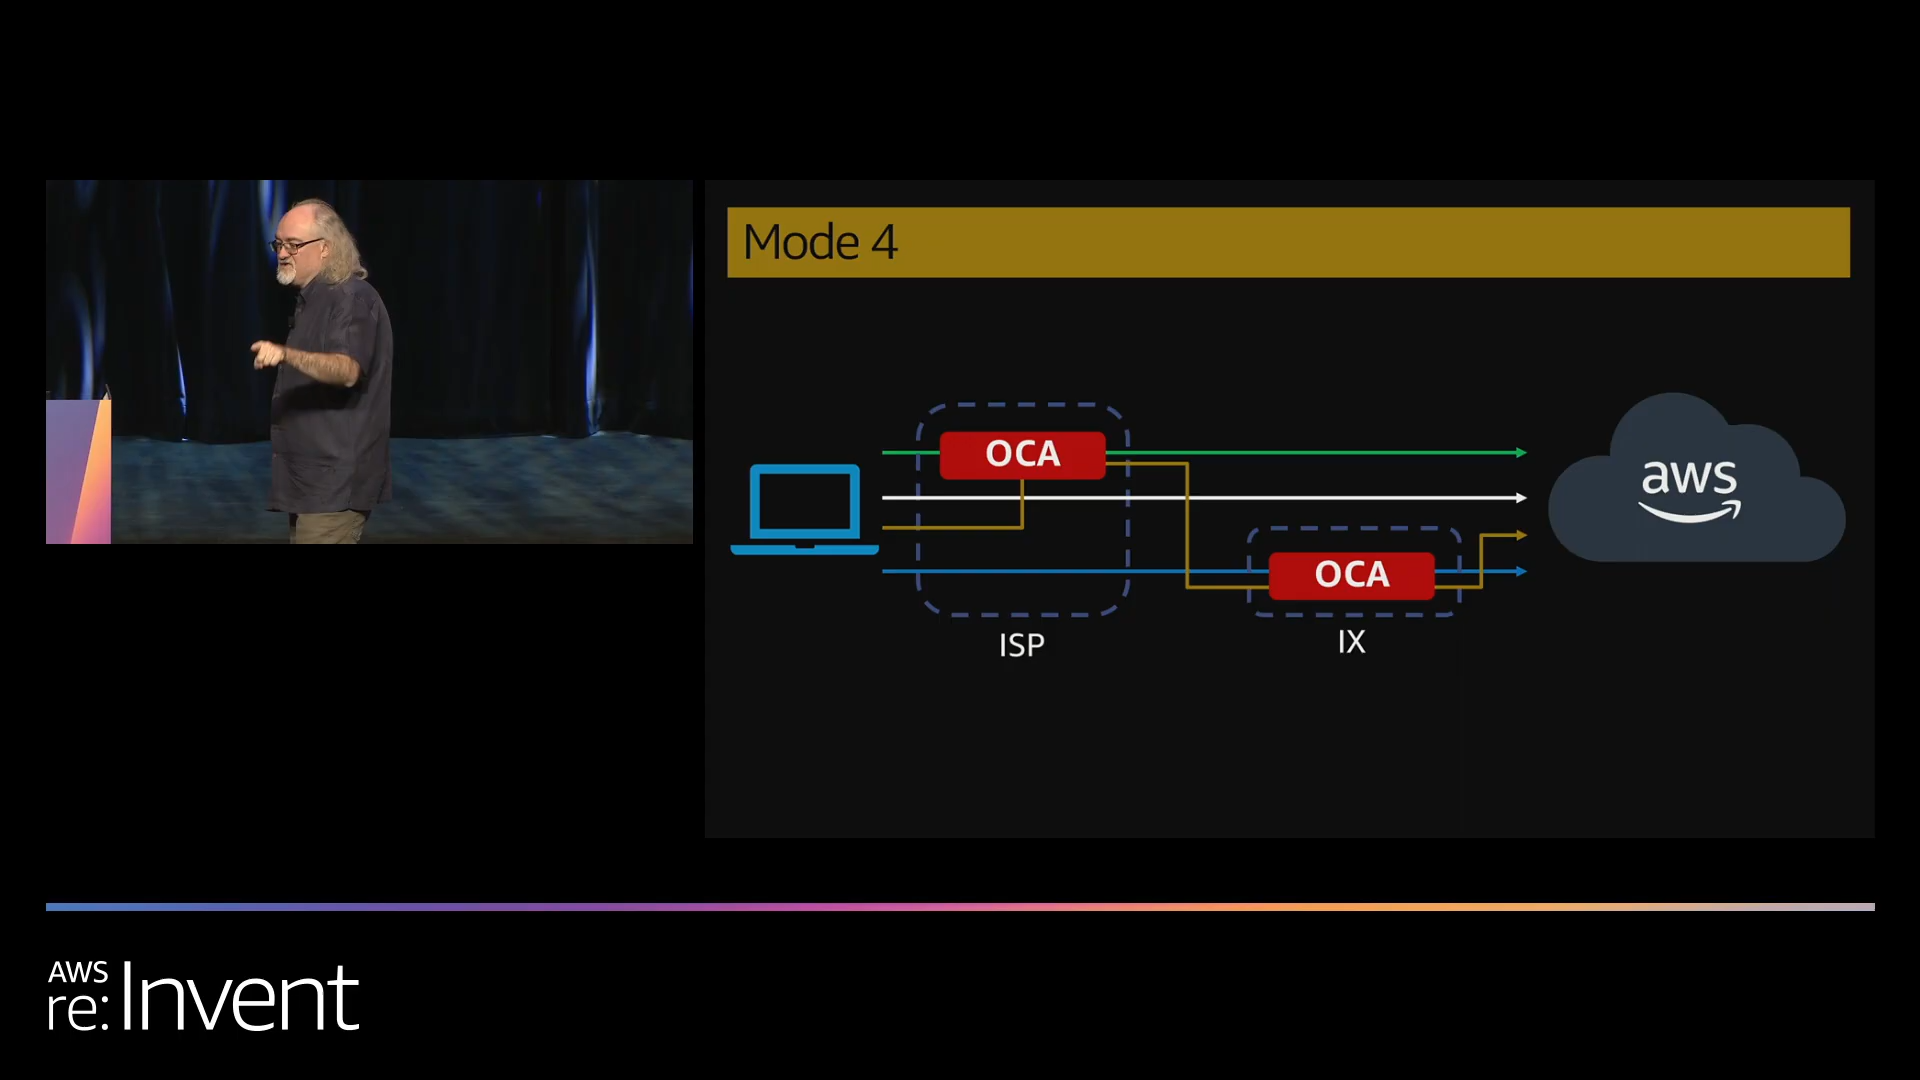 Mode 4
OCA
aws
OCA
ISP
IX
AWS
re:Invent